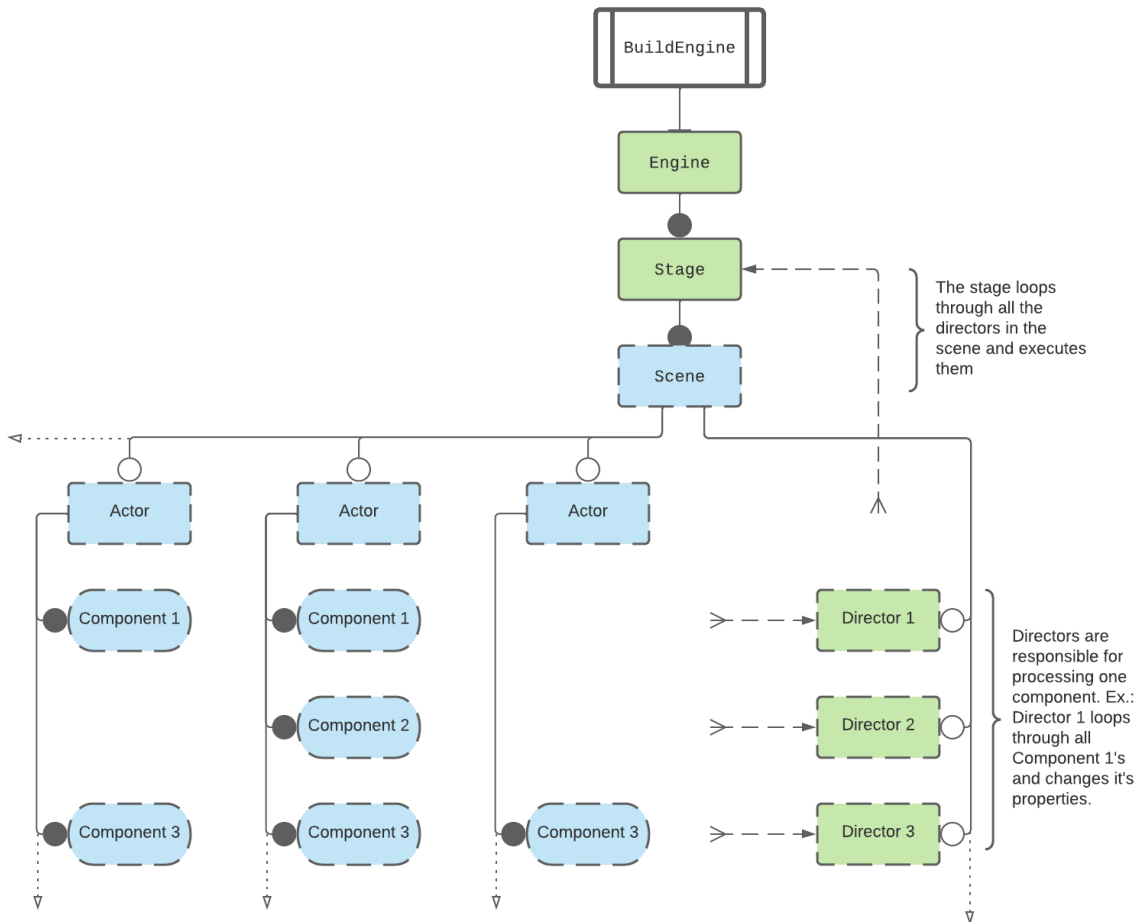 BuildEngine
Engine
Stage
The stage loops
through all the
directors in the
scene and executes
them
Scene
Actor
Actor
Actor
Component 1
Component 1
Director 1
Component 2
Director 2
Component 3
Component 3
Component 3
Director 3
Directors are
responsible for
processing one
component. Ex.:
Director 1 loops
through all
Component 1's
and changes it's
properties.